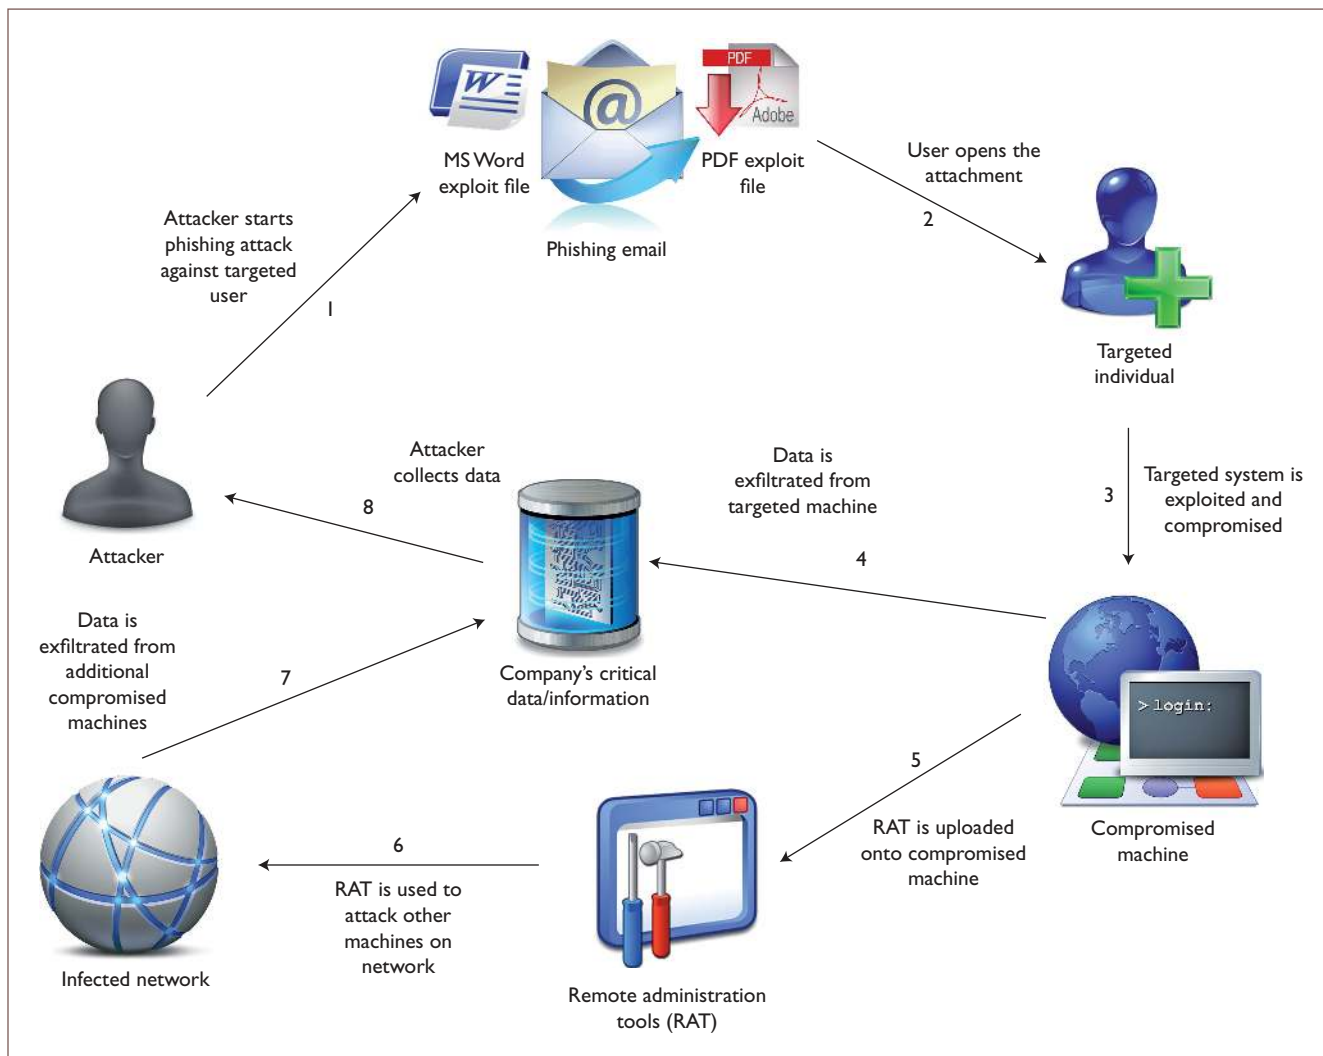 W
@
PDF
Adobe
MS Word
exploit file
PDF exploit
file
Phishing email
User opens the
attachment
2
Attacker starts
phishing attack
against targeted
user
1
Targeted
individual
Attacker
collects data
8
Data is
exfiltrated from
targeted machine
4
3
Targeted system is
exploited and
compromised
Attacker
Data is
exfiltrated from
additional
compromised
machines
7
Company's critical
data/information
> login:
5
RAT is uploaded
onto compromised
machine
Compromised
machine
6
RAT is used to
attack other
machines on
network
Infected network
Remote administration
tools (RAT)